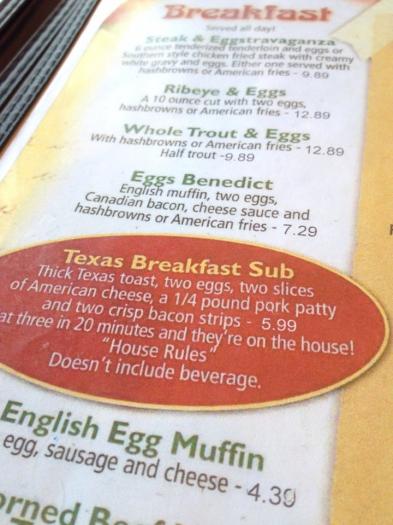 Breakfast
Served all day!
Steak & Eggstravaganza
6 ounce tenderized tenderloin and eggs or
Southern style chicken fried steak with creamy
white gravy and eggs. Either one served with
hashbrowns or American fries - 9.89
Ribeye & Eggs
A 10 ounce cut with two eggs,
hashbrowns or American fries - 12.89
Whole Trout & Eggs
With hashbrowns or American fries - 12.89
Half trout -9.89
Eggs Benedict
English muffin, two eggs,
Canadian bacon, cheese sauce and
hashbrowns or American fries - 7.29
Texas Breakfast Sub
Thick Texas toast, two eggs, two slices
of American cheese, a 1/4 pound pork patty
and two crisp bacon strips - 5.99
at three in 20 minutes and they're on the house!
"House Rules"
Doesn't include beverage.
English Egg Muffin
egg, sausage and cheese - 4.39
orned